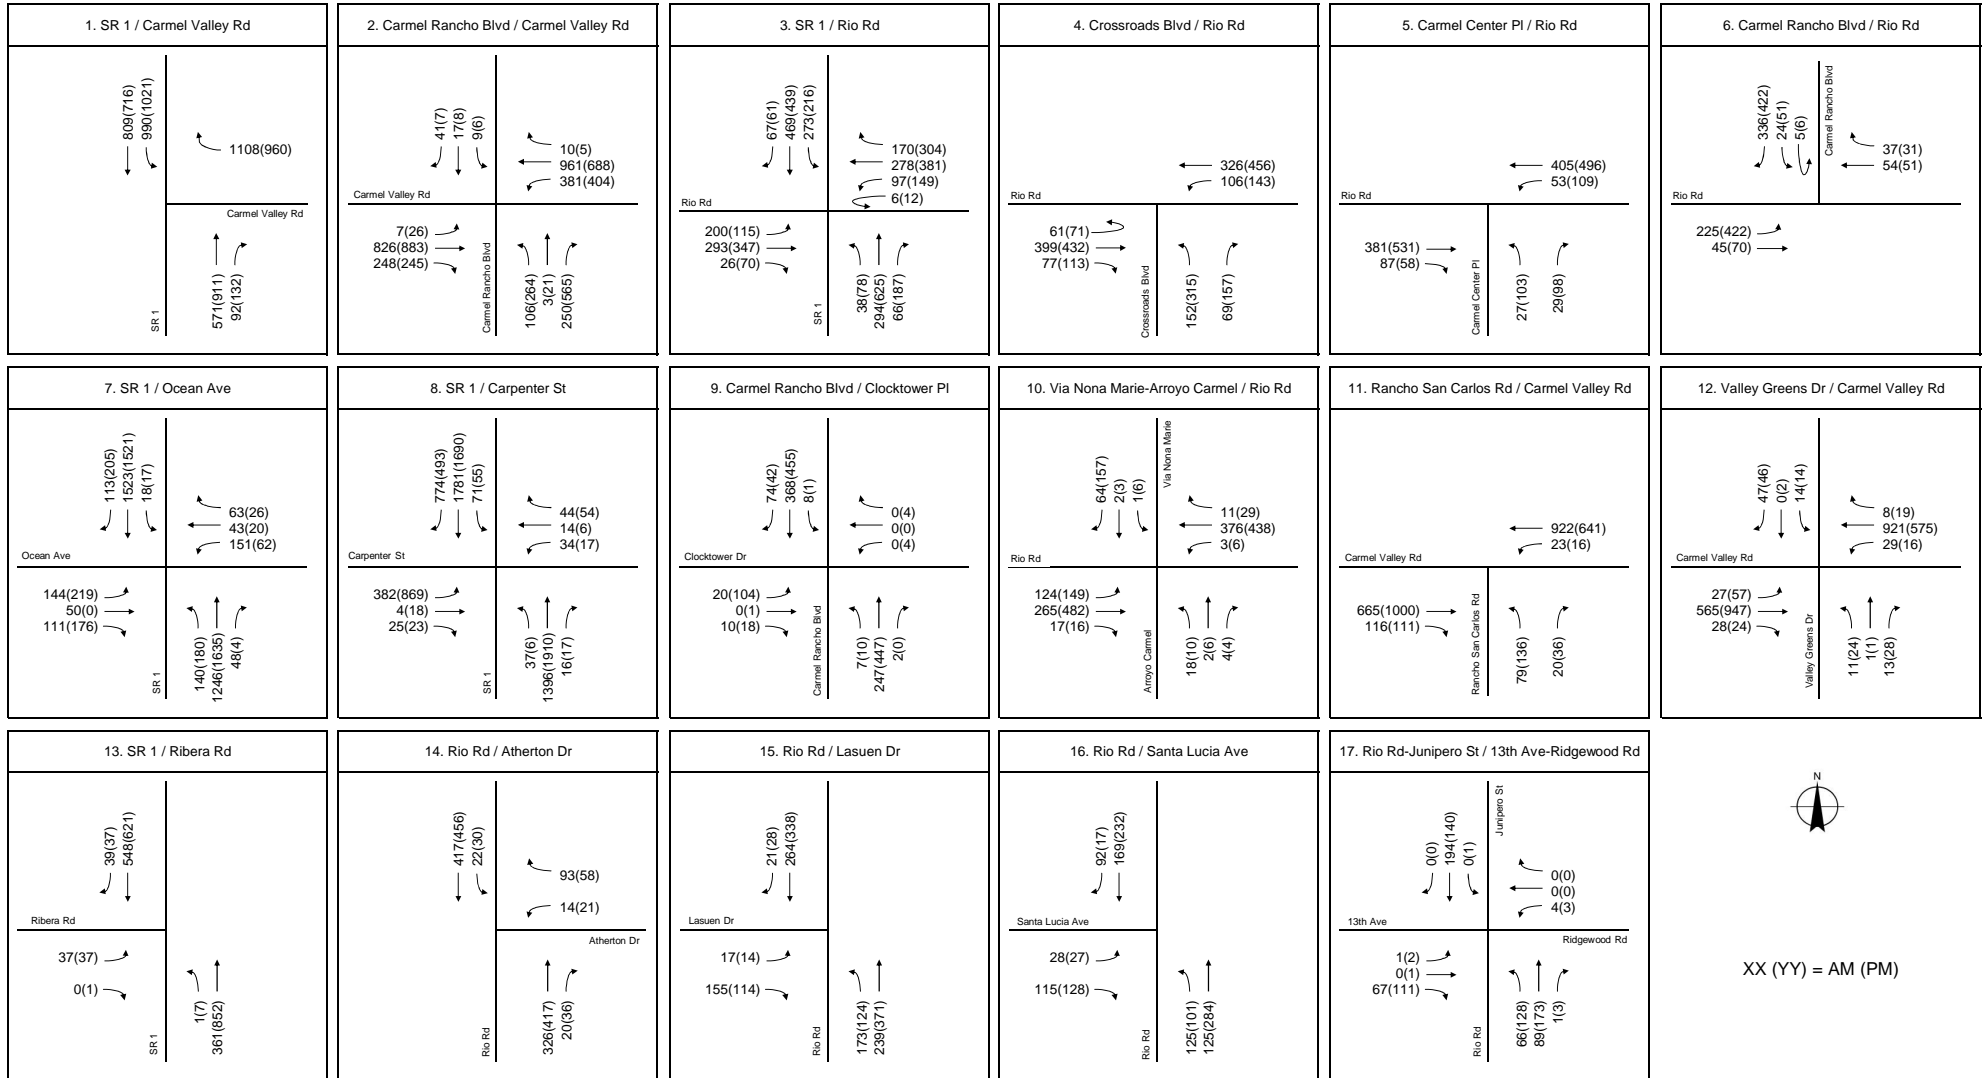 1. SR 1 / Carmel Valley Rd
809(716)
990(1021)
1108(960)
Carmel Valley Rd
SR 1
571(911)
92(132)
2. Carmel Rancho Blvd / Carmel Valley Rd
41(7)
17(8)
9(6)
10(5)
961(688)
381(404)
Carmel Valley Rd
7(26)
826(883)
248(245)
Carmel Rancho Blvd
106(264)
3(21)
250(565)
3. SR 1 / Rio Rd
67(61)
469(439)
273(216)
170(304)
278(381)
97(149)
6(12)
Rio Rd
200(115)
293(347)
26(70)
SR 1
38(78)
294(625)
66(187)
4. Crossroads Blvd / Rio Rd
326(456)
106(143)
Rio Rd
61(71)
399(432)
77(113)
Crossroads Blvd
152(315)
69(157)
5. Carmel Center Pl / Rio Rd
405(496)
53(109)
Rio Rd
381(531)
87(58)
Carmel Center Pl
27(103)
29(98)
6. Carmel Rancho Blvd / Rio Rd
336(422)
24(51)
5(6)
Carmel Rancho Blvd
37(31)
54(51)
Rio Rd
225(422)
45(70)
7. SR 1 / Ocean Ave
113(205)
1523(1521)
18(17)
63(26)
43(20)
151(62)
Ocean Ave
144(219)
50(0)
111(176)
SR 1
140(180)
1246(1635)
48(4)
8. SR 1 / Carpenter St
774(493)
1781(1690)
71(55)
44(54)
14(6)
34(17)
Carpenter St
382(869)
4(18)
25(23)
SR 1
37(6)
1396(1910)
16(17)
9. Carmel Rancho Blvd / Clocktower Pl
74(42)
368(455)
8(1)
0(4)
0(0)
0(4)
Clocktower Dr
20(104)
0(1)
10(18)
Carmel Rancho Blvd
7(10)
247(447)
2(0)
10. Via Nona Marie-Arroyo Carmel / Rio Rd
64(157)
2(3)
1(6)
Via Nona Marie
11(29)
376(438)
3(6)
Rio Rd
124(149)
265(482)
17(16)
Arroyo Carmel
18(10)
2(6)
4(4)
11. Rancho San Carlos Rd / Carmel Valley Rd
922(641)
23(16)
Carmel Valley Rd
665(1000)
116(111)
Rancho San Carlos Rd
79(136)
20(36)
12. Valley Greens Dr / Carmel Valley Rd
47(46)
0(2)
14(14)
8(19)
921(575)
29(16)
Carmel Valley Rd
27(57)
565(947)
28(24)
Valley Greens Dr
11(24)
1(1)
13(28)
13. SR 1 / Ribera Rd
39(37)
548(621)
Ribera Rd
37(37)
0(1)
SR 1
1(7)
361(852)
14. Rio Rd / Atherton Dr
417(456)
22(30)
93(58)
14(21)
Atherton Dr
Rio Rd
326(417)
20(36)
15. Rio Rd / Lasuen Dr
21(28)
264(338)
Lasuen Dr
17(14)
155(114)
Rio Rd
173(124)
239(371)
16. Rio Rd / Santa Lucia Ave
92(17)
169(232)
Santa Lucia Ave
28(27)
115(128)
Rio Rd
125(101)
125(284)
17. Rio Rd-Junipero St / 13th Ave-Ridgewood Rd
0(0)
194(140)
0(1)
Junipero St
0(0)
0(0)
4(3)
13th Ave
Ridgewood Rd
1(2)
0(1)
67(111)
Rio Rd
66(128)
89(173)
1(3)
N
XX (YY) = AM (PM)